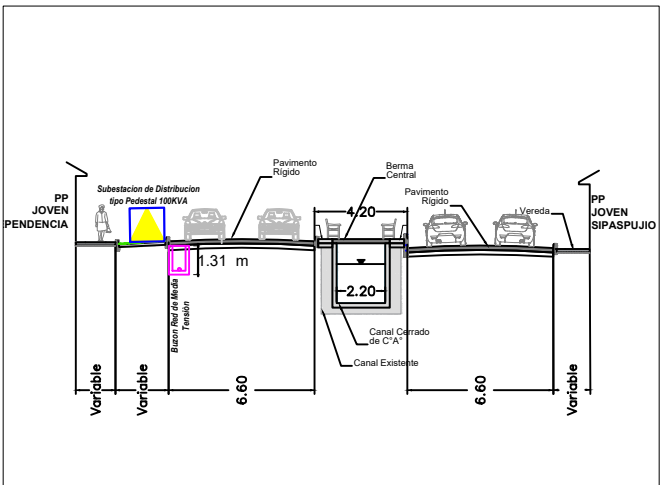 Pavimento
Rígido
Berma
Central
Subestacion de Distribucion
tipo Pedestal 100KVA
Pavimento
Rígido
PP
JOVEN
PENDENCIA
4.20
Vereda
PP
JOVEN
SIPASPUJIO
1.31 m
2.20
Buzon Red de Media
Tensión
Canal Cerrado
de C°A°
Canal Existente
Variable
Variable
6.60
6.60
Variable